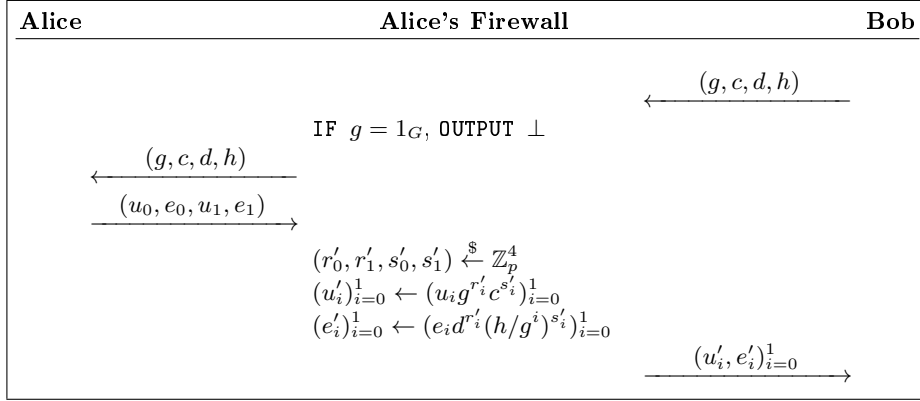 Alice Alice's Firewall Bob
(g, c, d, h)
IF g = 1_G, OUTPUT ⊥
(g, c, d, h)
(u_0, e_0, u_1, e_1)
(r'_0, r'_1, s'_0, s'_1) \overset{$}{←} ℤ_p^4
(u'_i)_{i=0}^1 ← (u_i g^{r'_i} c^{s'_i})_{i=0}^1
(e'_i)_{i=0}^1 ← (e_i d^{r'_i} (h/g^i)^{s'_i})_{i=0}^1
(u'_i, e'_i)_{i=0}^1